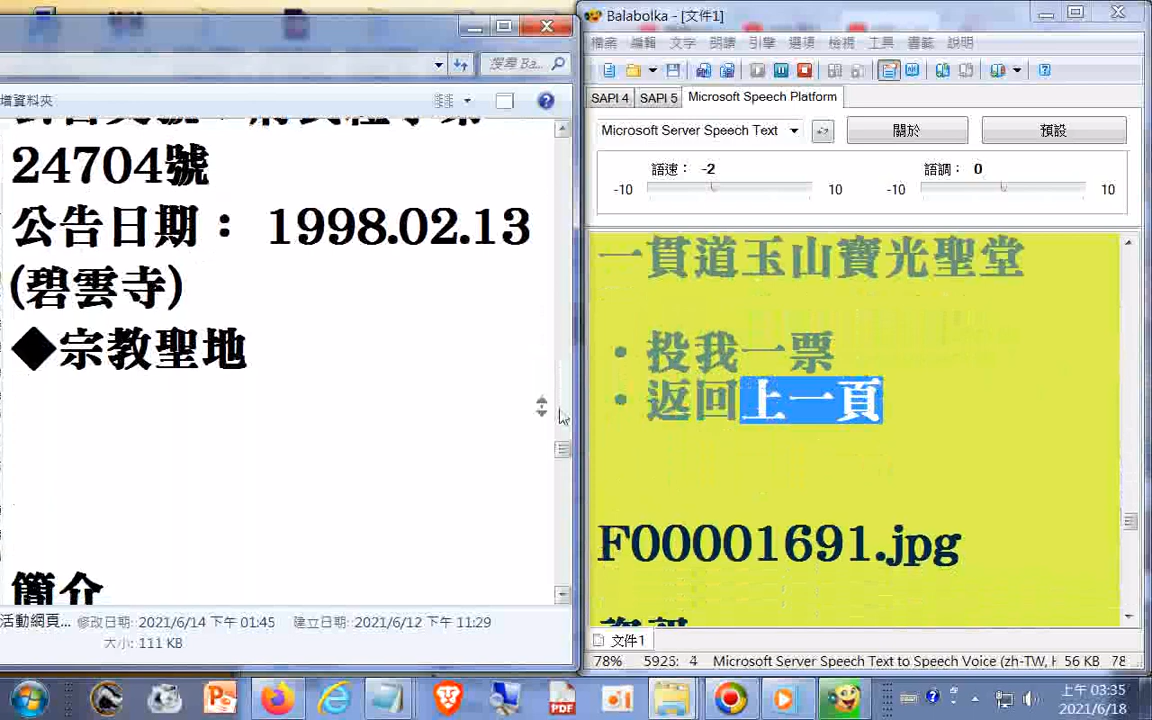 搜尋 Ba...
增資料夾
24704號
公告日期： 1998.02.13
(碧雲寺)
◆宗教聖地
簡介
活動網頁... 修改日期: 2021/6/14 下午 01:45 建立日期: 2021/6/12 下午 11:29
大小: 111 KB
Balabolka - [文件1]
檔案 編輯 文字 朗讀 引擎 選項 檢視 工具 書籤 說明
SAPI 4 SAPI 5 Microsoft Speech Platform
Microsoft Server Speech Text 關於 預設
語速： -2 語調： 0
-10 10 -10 10
一貫道玉山寶光聖堂
• 投我一票
• 返回上一頁
F00001691.jpg
文件1
78% 5925: 4 Microsoft Server Speech Text to Speech Voice (zh-TW, H 56 KB 78
上午 03:35
2021/6/18